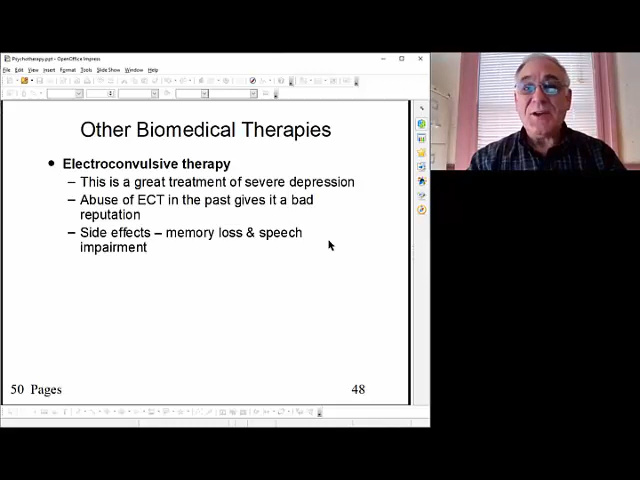 Psychotherapy.ppt - OpenOffice Impress
File Edit View Insert Format Tools Slide Show Window Help
Other Biomedical Therapies
• Electroconvulsive therapy
– This is a great treatment of severe depression
– Abuse of ECT in the past gives it a bad
reputation
– Side effects – memory loss & speech
impairment
50 Pages
48